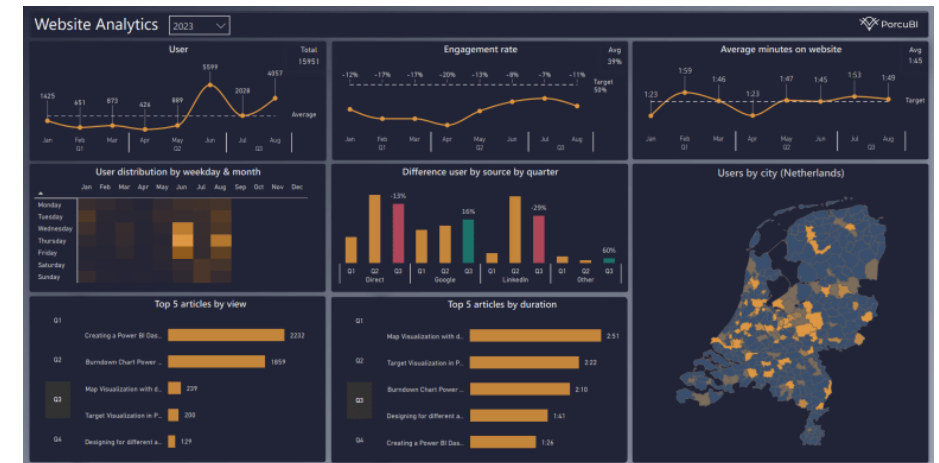 Website Analytics 2023
PorcuBI
User
Total
15951
1425 451 873 426 889 5599 2028 4057
Average
Jan Feb Mar Apr May Jun Jul Aug
Q1 Q2 Q3
Engagement rate
Avg
39%
-12% -17% -17% -20% -13% -8% -7% -11%
Target
50%
Jan Feb Mar Apr May Jun Jul Aug
Q1 Q2 Q3
Average minutes on website
Avg
1:45
1:23 1:59 1:46 1:23 1:47 1:45 1:53 1:49
Target
Jan Feb Mar Apr May Jun Jul Aug
Q1 Q2 Q3
User distribution by weekday & month
Jan Feb Mar Apr May Jun Jul Aug Sep Oct Nov Dec
Monday
Tuesday
Wednesday
Thursday
Friday
Saturday
Sunday
Difference user by source by quarter
-13% 16% -29% 60%
Q1 Q2 Q3 Q1 Q2 Q3 Q1 Q2 Q3 Q1 Q2 Q3
Direct Google LinkedIn Other
Users by city (Netherlands)
Top 5 articles by view
Q1
Q2
Q3
Q4
Creating a Power BI Das.. 2232
Burndown Chart Power .. 1859
Map Visualization with d.. 239
Target Visualization in P.. 200
Designing for different a.. 129
Top 5 articles by duration
Q1
Q2
Q3
Q4
Map Visualization with d.. 2:51
Target Visualization in P.. 2:22
Burndown Chart Power .. 2:10
Designing for different a.. 1:41
Creating a Power BI Das.. 1:26